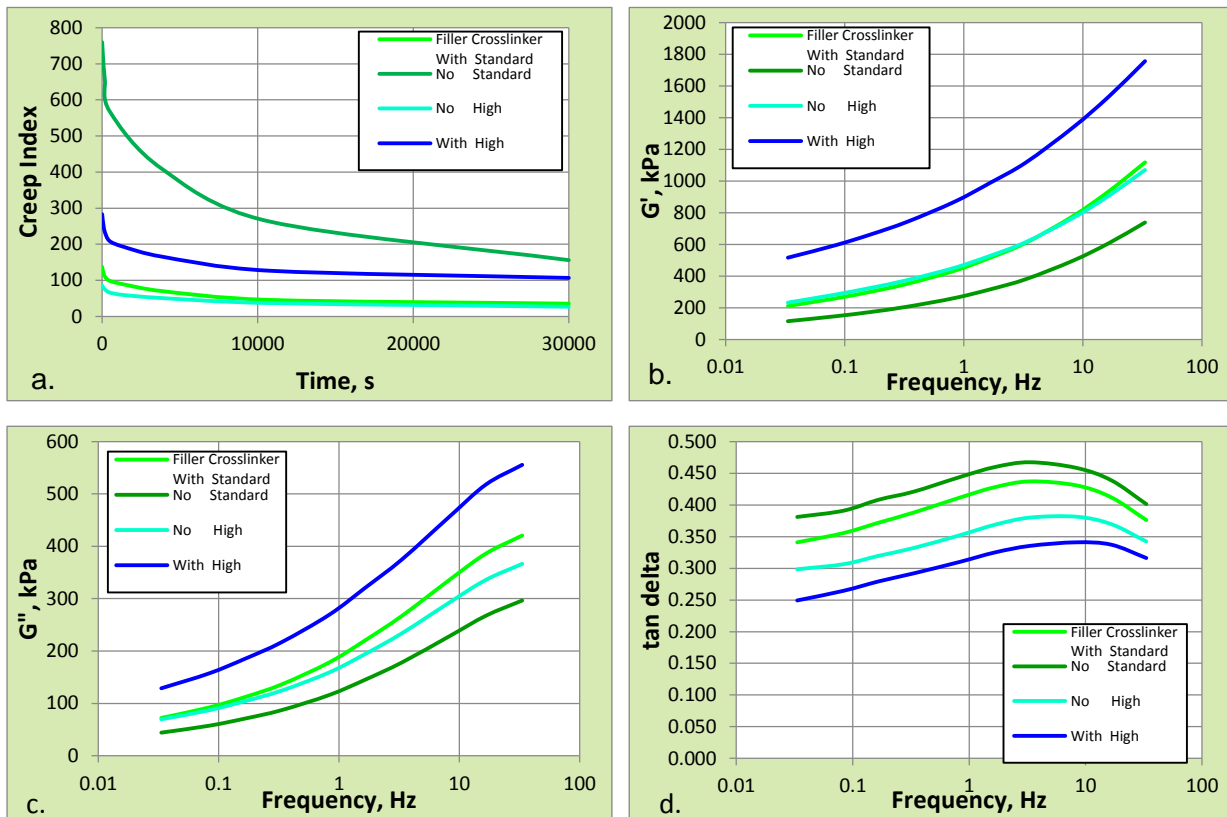 800
700
600
500
400
300
200
100
0
Creep Index
Filler Crosslinker
With Standard
No Standard
No High
With High
0 10000 20000 30000
Time, s
a.
2000
1800
1600
1400
1200
1000
800
600
400
200
0
G', kPa
Filler Crosslinker
With Standard
No Standard
No High
With High
0.01 0.1 1 10 100
Frequency, Hz
b.
600
500
400
300
200
100
0
G'', kPa
Filler Crosslinker
With Standard
No Standard
No High
With High
0.01 0.1 1 10 100
Frequency, Hz
c.
0.500
0.450
0.400
0.350
0.300
0.250
0.200
0.150
0.100
0.050
0.000
tan delta
Filler Crosslinker
With Standard
No Standard
No High
With High
0.01 0.1 1 10 100
Frequency, Hz
d.